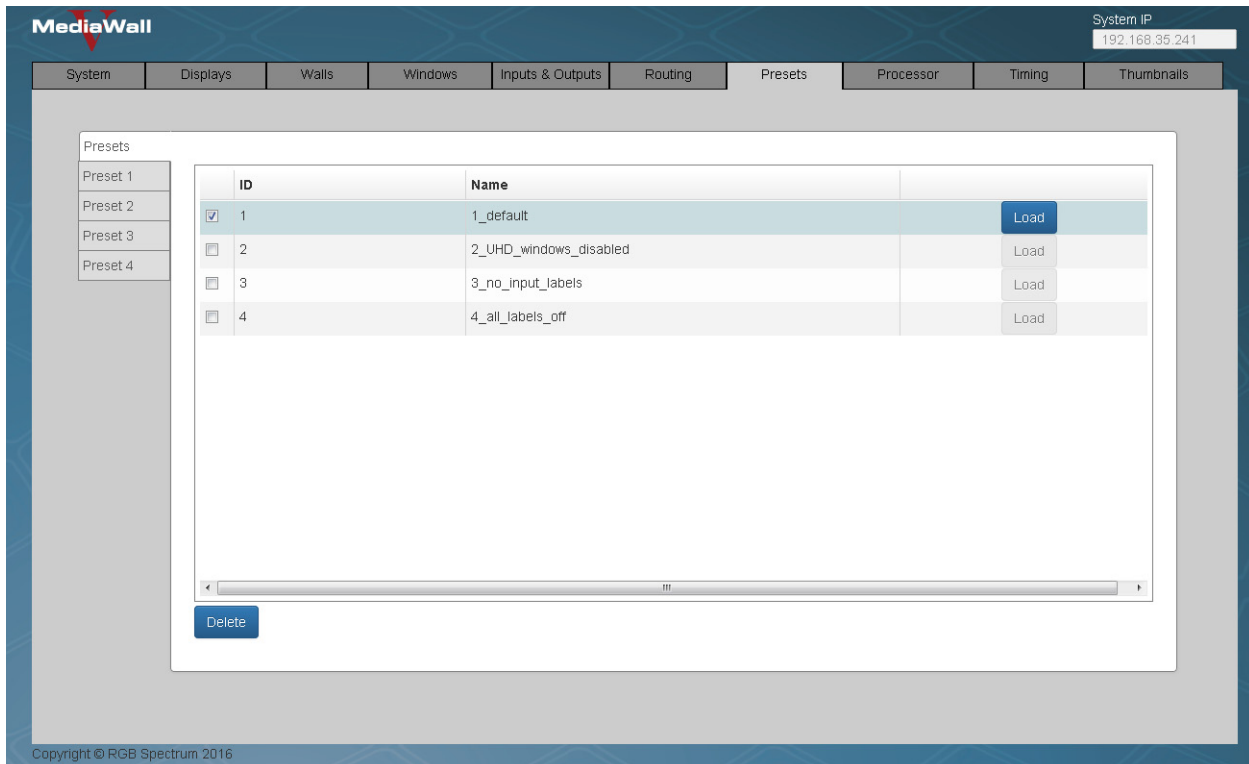 MediaWall
V
System IP
192.168.35.241
System Displays Walls Windows Inputs & Outputs Routing Presets Processor Timing Thumbnails
Presets
Preset 1
Preset 2
Preset 3
Preset 4
ID Name
1 1_default Load
2 2_UHD_windows_disabled Load
3 3_no_input_labels Load
4 4_all_labels_off Load
Delete
Copyright © RGB Spectrum 2016